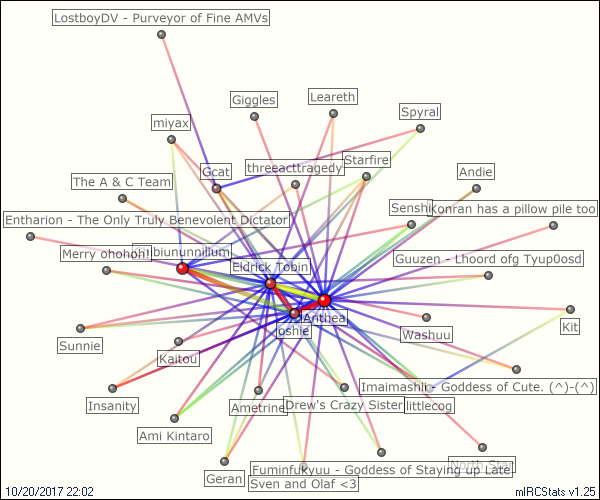 LostboyDV - Purveyor of Fine AMVs
Giggles
Leareth
Spyral
miyax
Gcat
threeacttragedy
Starfire
Andie
The A & C Team
Senshi
Konran has a pillow pile too
Entharion - The Only Truly Benevolent Dictator
Merry ohohoh!
Eldrick Tobin
Guuzen - Lhoord ofg Tyup0osd
Anthea
oshie
Washuu
Kit
Sunnie
Kaitou
Imaimashii - Goddess of Cute. (^)-(^)
Insanity
Ametrine
Drew's Crazy Sister
littlecog
Ami Kintaro
North Star
Geran
Fuminfukyuu - Goddess of Staying up Late
Sven and Olaf <3
10/20/2017 22:02
mIRCStats v1.25